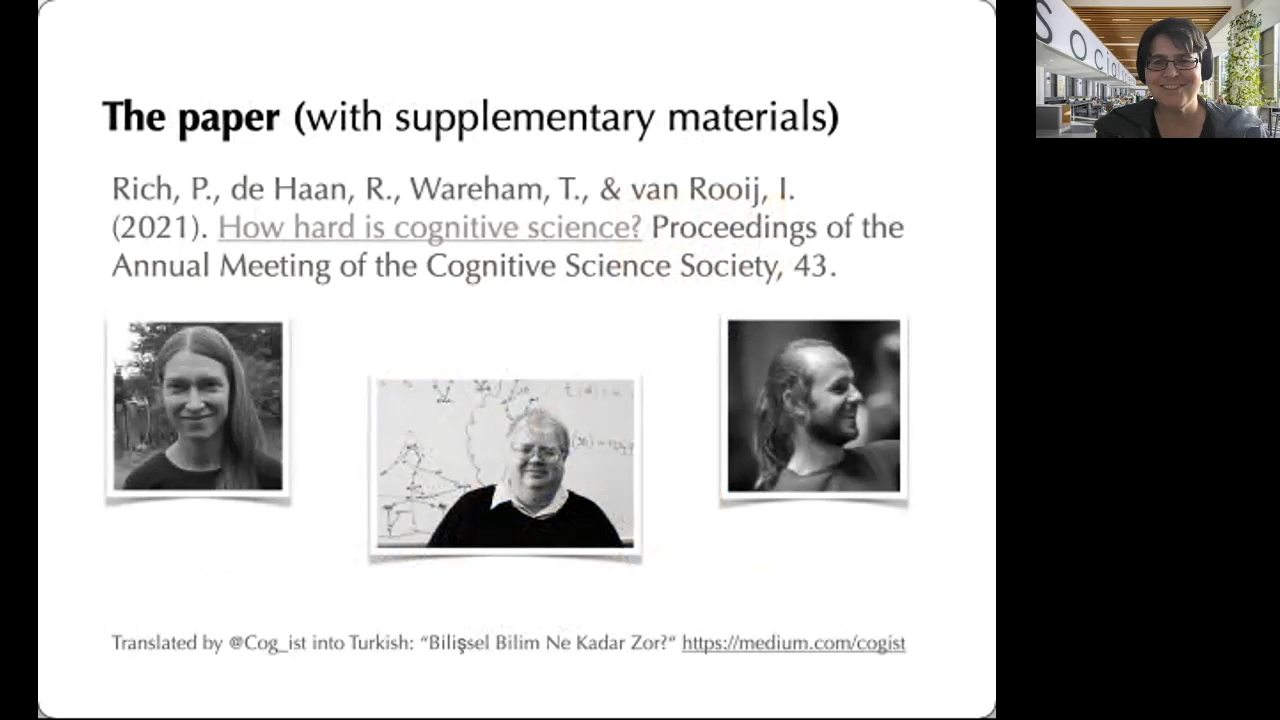 The paper (with supplementary materials)
Rich, P., de Haan, R., Wareham, T., & van Rooij, I.
(2021). How hard is cognitive science? Proceedings of the
Annual Meeting of the Cognitive Science Society, 43.
Translated by @Cog_ist into Turkish: “Bilişsel Bilim Ne Kadar Zor?“ https://medium.com/cogist